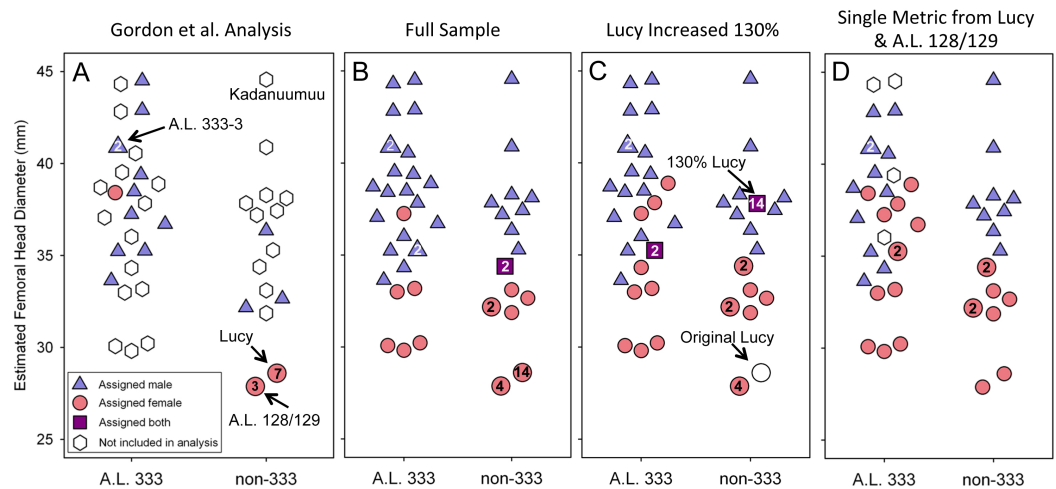 Gordon et al. Analysis
Full Sample
Lucy Increased 130%
Single Metric from Lucy
& A.L. 128/129
Estimated Femoral Head Diameter (mm)
45
40
35
30
25
A
Kadanuumuu
A.L. 333-3
2
Lucy
7
3
A.L. 128/129
Assigned male
Assigned female
Assigned both
Not included in analysis
A.L. 333
non-333
B
2
2
2
2
14
4
A.L. 333
non-333
C
2
130% Lucy
14
2
2
2
Original Lucy
4
A.L. 333
non-333
D
2
2
2
2
A.L. 333
non-333